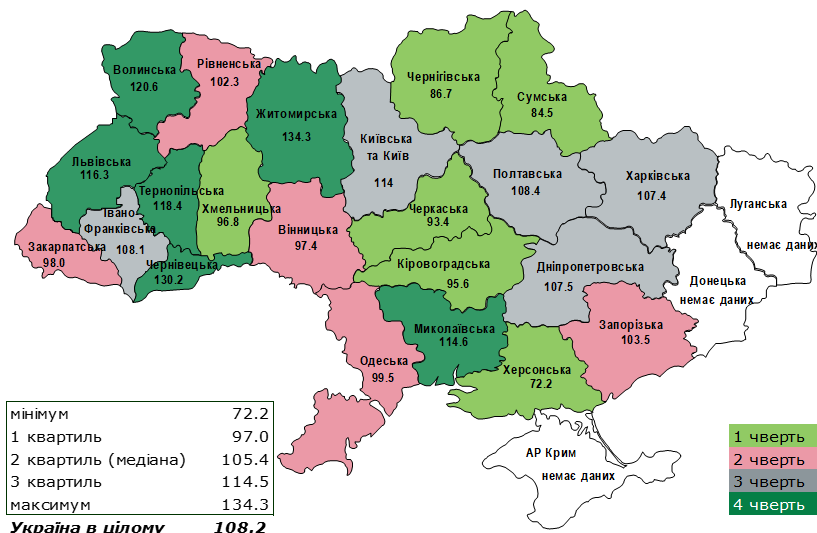 Волинська
120.6
Рівненська
102.3
Житомирська
134.3
Чернігівська
86.7
Сумська
84.5
Київська
та Київ
114
Львівська
116.3
Тернопільська
118.4
Хмельницька
96.8
Івано-
Франківська
108.1
Закарпатська
98.0
Чернівецька
130.2
Вінницька
97.4
Черкаська
93.4
Полтавська
108.4
Харківська
107.4
Луганська
немає даних
Кіровоградська
95.6
Дніпропетровська
107.5
Донецька
немає даних
Миколаївська
114.6
Запорізька
103.5
Одеська
99.5
Херсонська
72.2
АР Крим
немає даних
мінімум 72.2
1 квартиль 97.0
2 квартиль (медіана) 105.4
3 квартиль 114.5
максимум 134.3
Україна в цілому 108.2
1 чверть
2 чверть
3 чверть
4 чверть